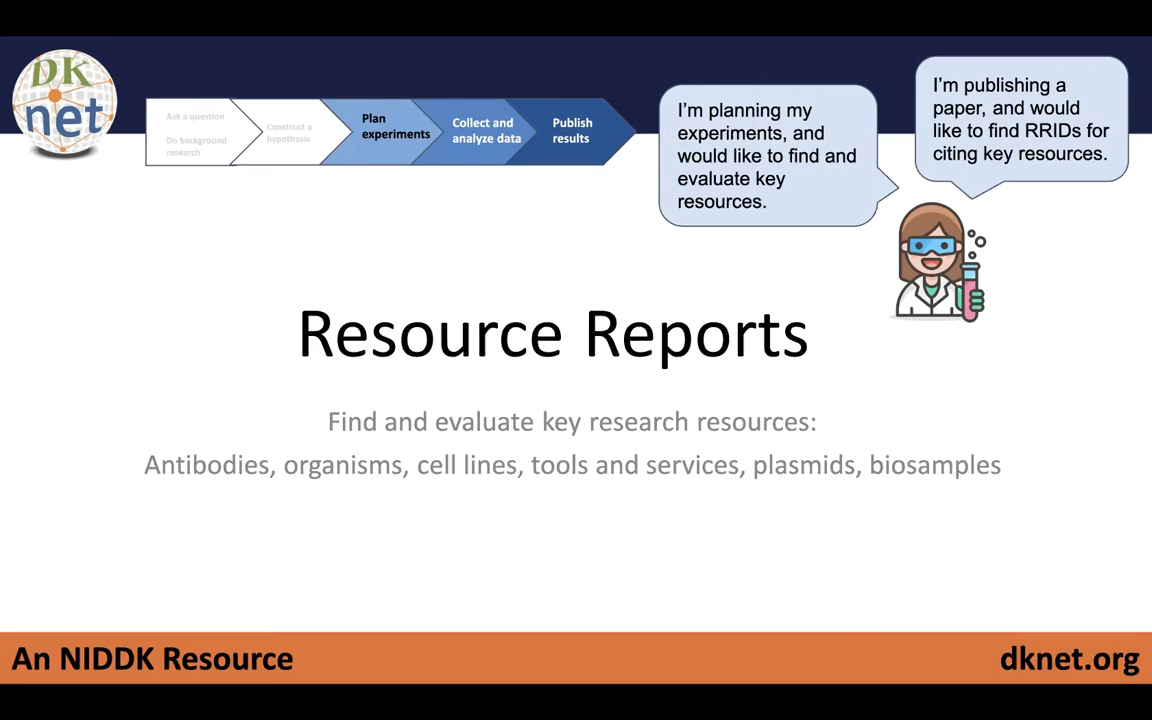 DK
net
Ask a question
Do background
research
Construct a
hypothesis
Plan
experiments
Collect and
analyze data
Publish
results
I'm planning my
experiments, and
would like to find and
evaluate key
resources.
I'm publishing a
paper, and would
like to find RRIDs for
citing key resources.
Resource Reports
Find and evaluate key research resources:
Antibodies, organisms, cell lines, tools and services, plasmids, biosamples
An NIDDK Resource
dknet.org